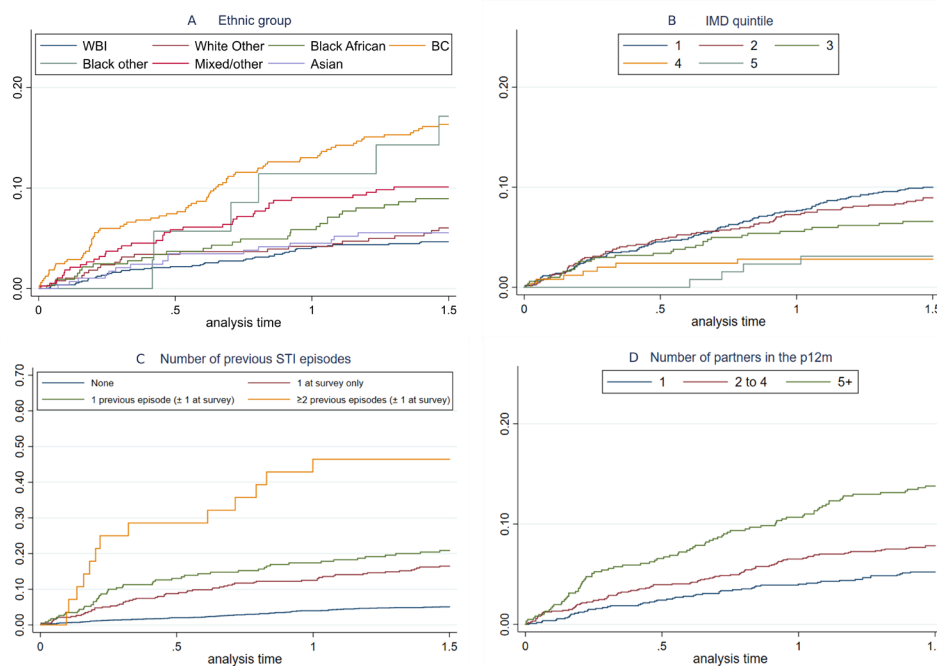 A Ethnic group
WBI White Other Black African BC
Black other Mixed/other Asian
0.20
0.10
0.00
0 .5 1 1.5
analysis time
B IMD quintile
1 2 3
4 5
0.20
0.10
0.00
0 .5 1 1.5
analysis time
C Number of previous STI episodes
None 1 at survey only
1 previous episode (± 1 at survey) ≥2 previous episodes (± 1 at survey)
0.70
0.60
0.50
0.40
0.30
0.20
0.10
0.00
0 .5 1 1.5
analysis time
D Number of partners in the p12m
1 2 to 4 5+
0.20
0.10
0.00
0 .5 1 1.
analysis time